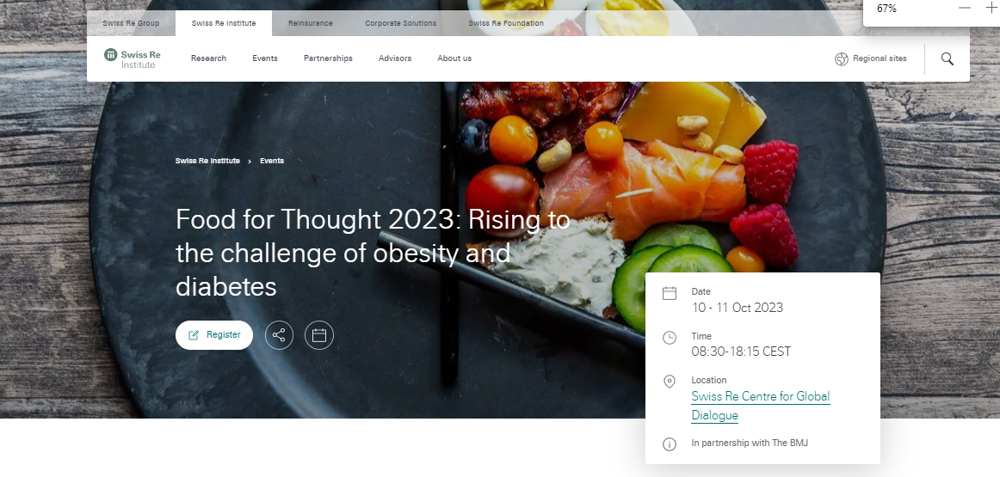 67%
Swiss Re Group
Swiss Re Institute
Reinsurance
Corporate Solutions
Swiss Re Foundation
Swiss Re
Institute
Research
Events
Partnerships
Advisors
About us
Regional sites
Swiss Re Institute › Events
Food for Thought 2023: Rising to
the challenge of obesity and
diabetes
Register
Date
10 - 11 Oct 2023
Time
08:30-18:15 CEST
Location
Swiss Re Centre for Global
Dialogue
In partnership with The BMJ